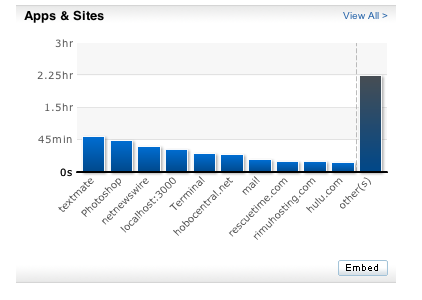 Apps & Sites
View All >
3hr
2.25hr
1.5hr
45min
0s
textmate
Photoshop
netnewswire
localhost:3000
Terminal
hobocentral.net
mail
rescuetime.com
rimuhosting.com
hulu.com
other(s)
Embed